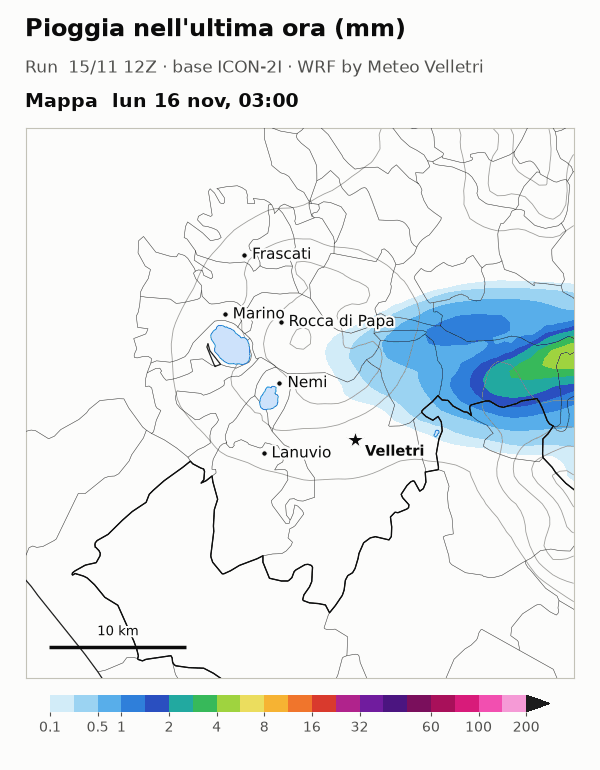 Pioggia nell'ultima ora (mm)
Run  15/11 12Z · base ICON-2I · WRF by Meteo Velletri
Mappa  lun 16 nov, 03:00
Frascati
Marino
Rocca di Papa
Nemi
Velletri
Lanuvio
10 km
0.1 0.5 1 2 4 8 16 32 60 100 200